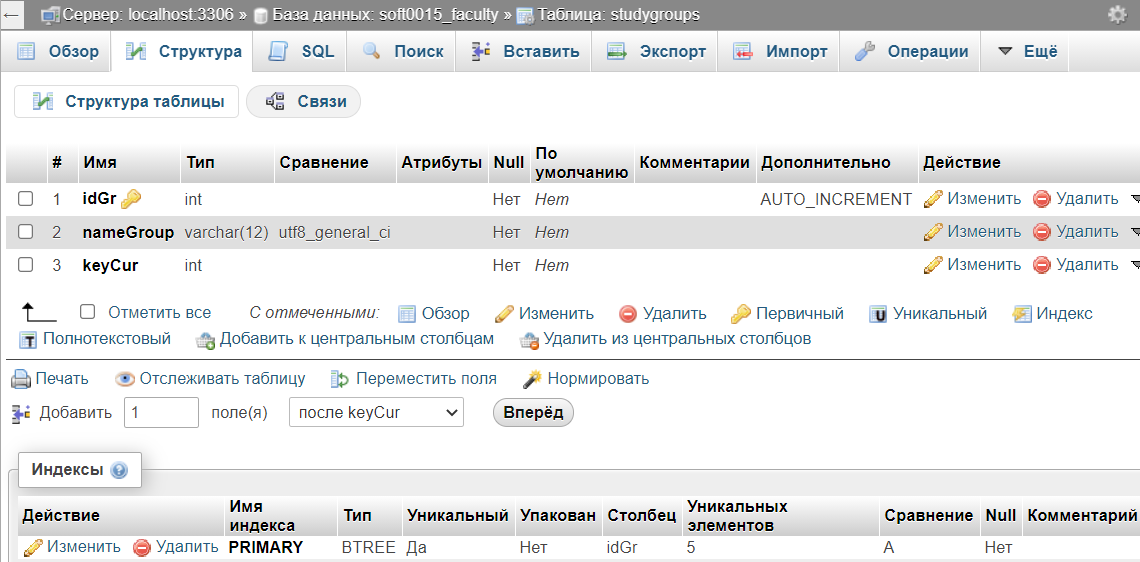 Сервер: localhost:3306 » База данных: soft0015_faculty » Таблица: studygroups
Обзор Структура SQL Поиск Вставить Экспорт Импорт Операции Ещё
Структура таблицы Связи
# Имя Тип Сравнение Атрибуты Null По умолчанию Комментарии Дополнительно Действие
1 idGr int Нет Нет AUTO_INCREMENT Изменить Удалить
2 nameGroup varchar(12) utf8_general_ci Нет Нет Изменить Удалить
3 keyCur int Нет Нет Изменить Удалить
Отметить все С отмеченными: Обзор Изменить Удалить Первичный U Уникальный Индекс
T Полнотекстовый Добавить к центральным столбцам Удалить из центральных столбцов
Печать Отслеживать таблицу Переместить поля Нормировать
Добавить 1 поле(я) после keyCur Вперёд
Индексы
Действие Имя индекса Тип Уникальный Упакован Столбец Уникальных элементов Сравнение Null Комментарий
Изменить Удалить PRIMARY BTREE Да Нет idGr 5 A Нет